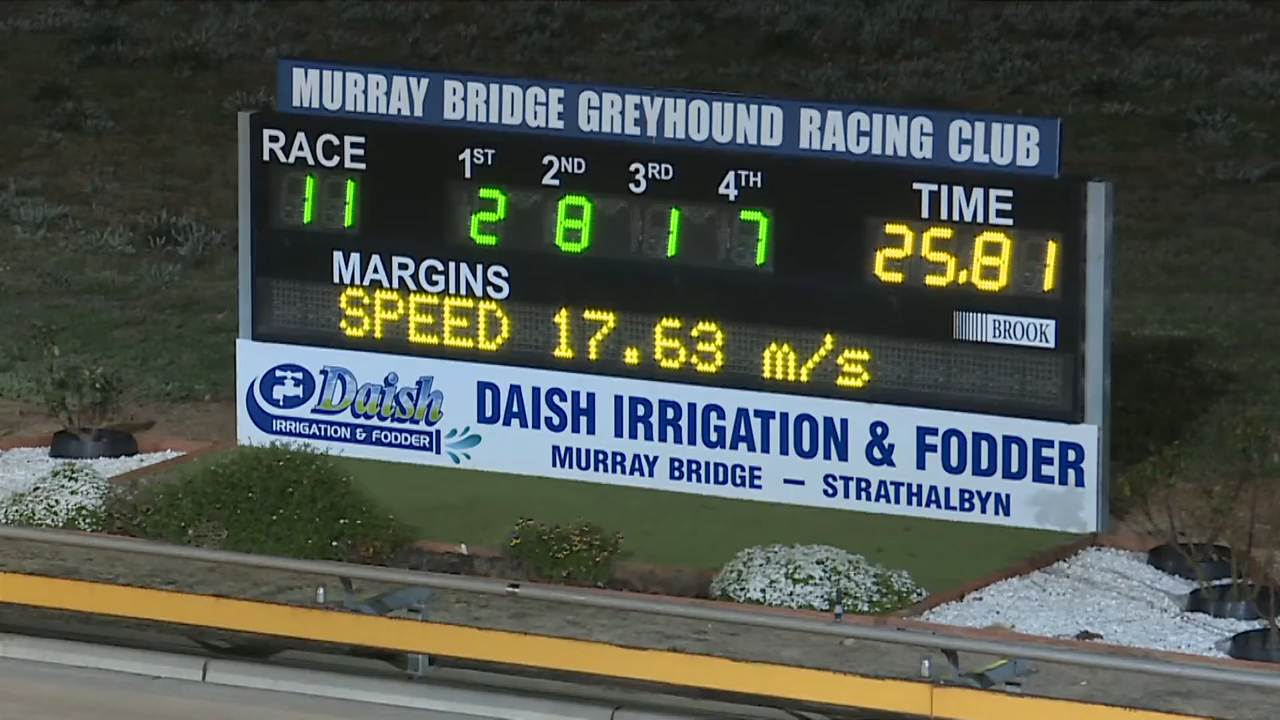 MURRAY BRIDGE GREYHOUND RACING CLUB
RACE 1ST 2ND 3RD 4TH TIME
11 2 8 1 7 25.81
MARGINS
SPEED 17.63 m/s
BROOK
Daish
IRRIGATION & FODDER
DAISH IRRIGATION & FODDER
MURRAY BRIDGE – STRATHALBYN